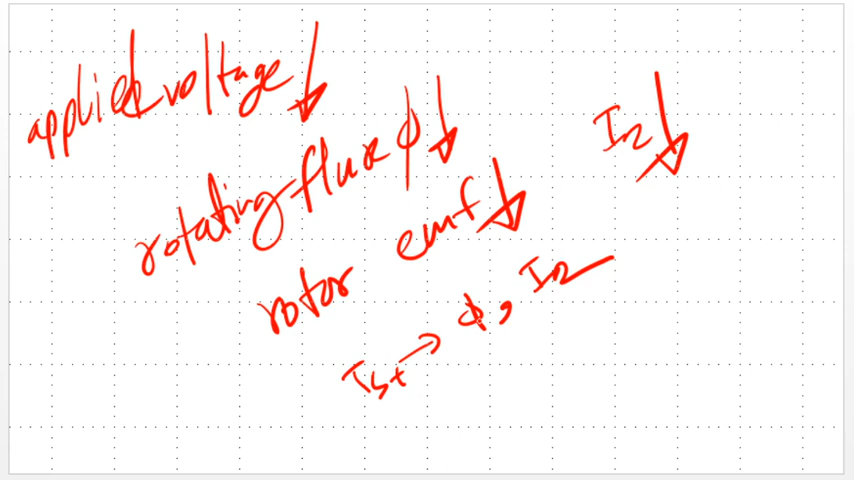 applied voltage ↓
rotating flux ϕ ↓
I₂ ↓
rotor emf ↓
Tst → ϕ, I₂